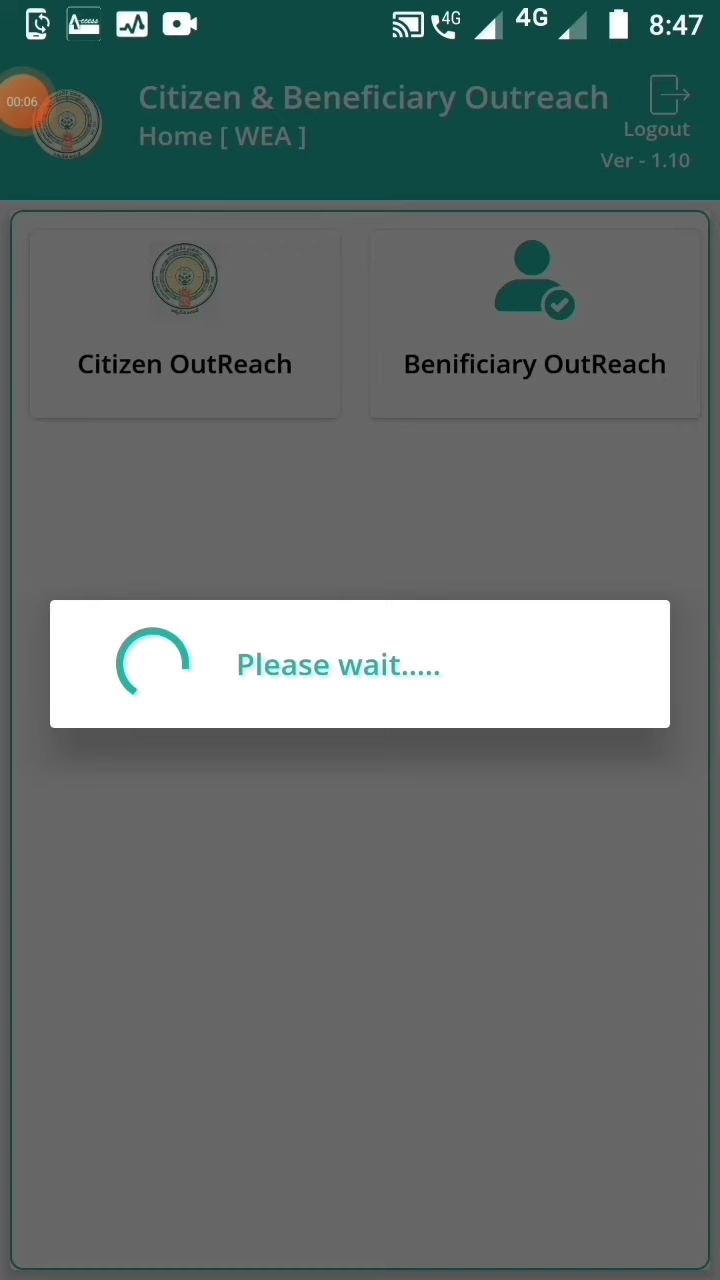 4G
4G
8:47
00:06
Citizen & Beneficiary Outreach
Home [ WEA ]
Logout
Ver - 1.10
Citizen OutReach
Benificiary OutReach
Please wait.....